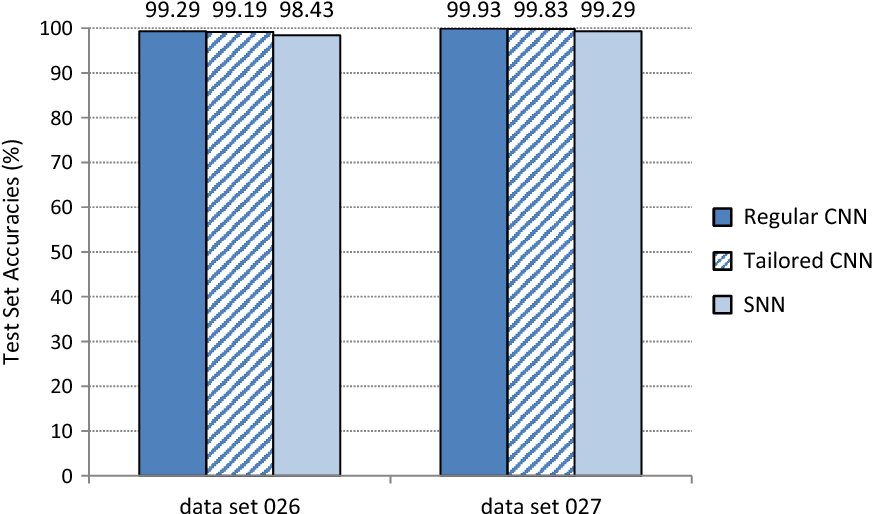 99.29 99.19 98.43 99.93 99.83 99.29
100
90
80
70
60
50
40
30
20
10
0
Test Set Accuracies (%)
data set 026 data set 027
Regular CNN
Tailored CNN
SNN